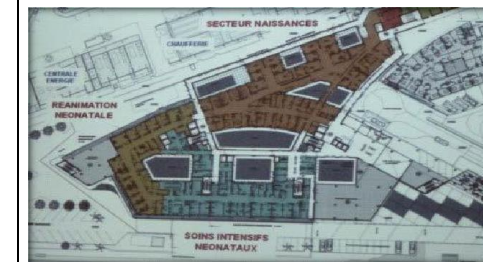 SECTEUR NAISSANCES
CHAUFFERIE
CENTRALE
ENERGIE
REANIMATION
NEONATALE
SOINS INTENSIFS
NEONATAUX